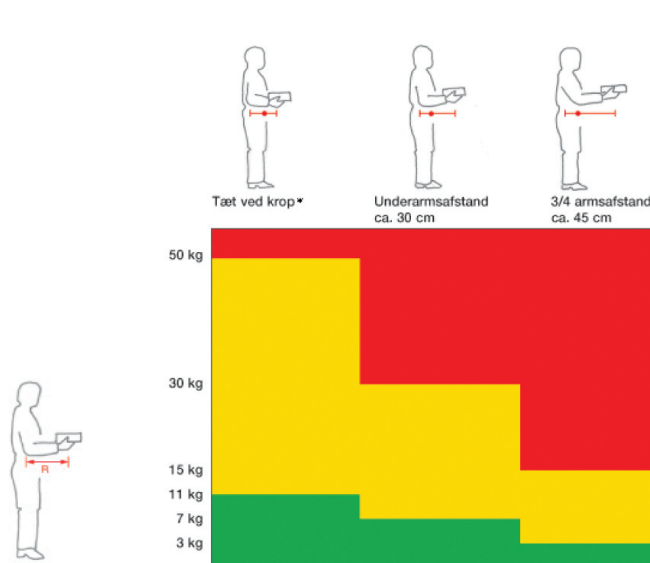 Tæt ved krop*
Underarmsafstand
ca. 30 cm
3/4 armsafstand
ca. 45 cm
50 kg
30 kg
15 kg
11 kg
7 kg
3 kg
R